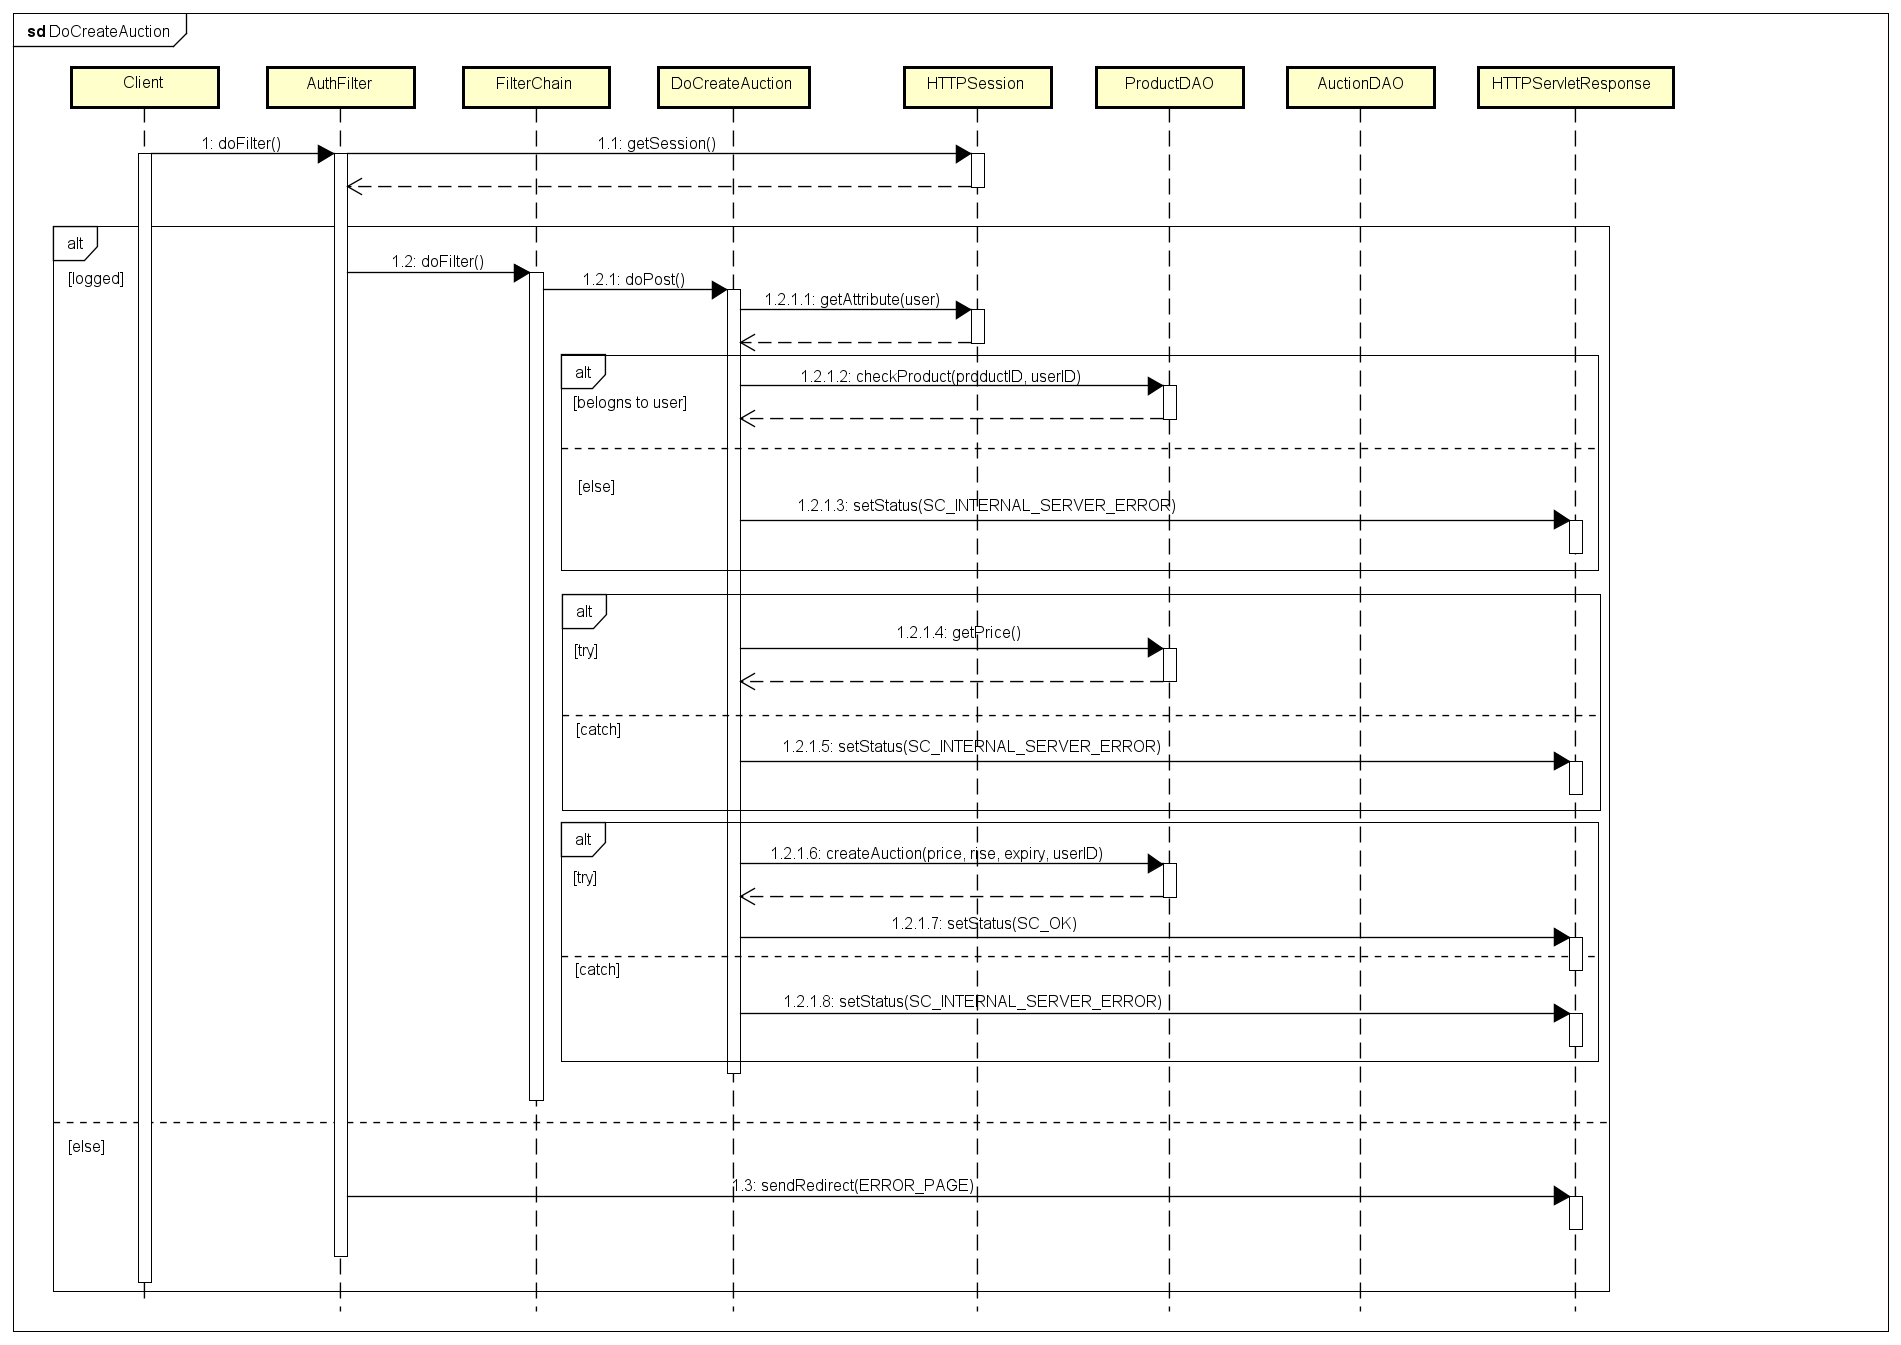 sd DoCreateAuction
Client
AuthFilter
FilterChain
DoCreateAuction
HTTPSession
ProductDAO
AuctionDAO
HTTPServletResponse
1: doFilter()
1.1: getSession()
alt
[logged]
1.2: doFilter()
1.2.1: doPost()
1.2.1.1: getAttribute(user)
alt
[belogns to user]
1.2.1.2: checkProduct(productID, userID)
[else]
1.2.1.3: setStatus(SC_INTERNAL_SERVER_ERROR)
alt
[try]
1.2.1.4: getPrice()
[catch]
1.2.1.5: setStatus(SC_INTERNAL_SERVER_ERROR)
alt
[try]
1.2.1.6: createAuction(price, rise, expiry, userID)
1.2.1.7: setStatus(SC_OK)
[catch]
1.2.1.8: setStatus(SC_INTERNAL_SERVER_ERROR)
[else]
1.3: sendRedirect(ERROR_PAGE)